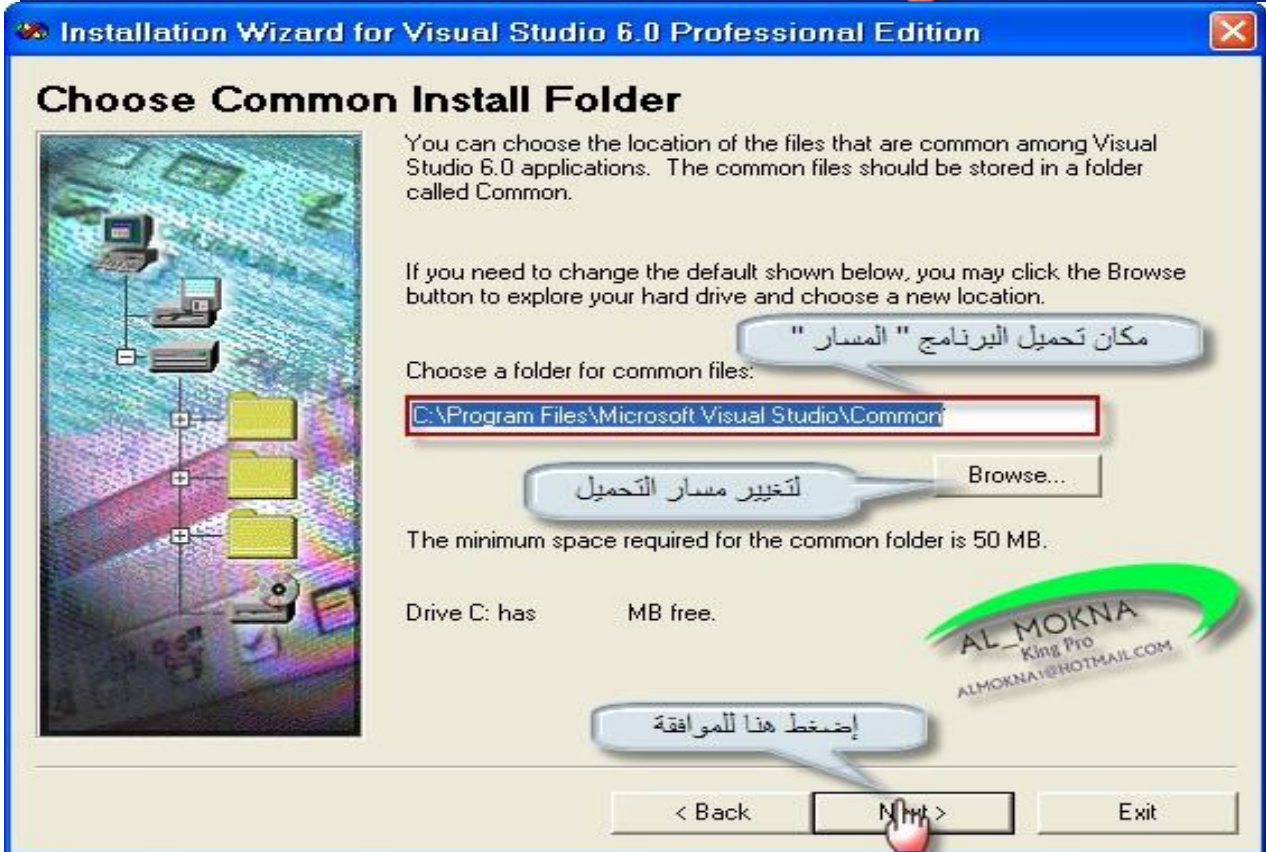 Installation Wizard for Visual Studio 6.0 Professional Edition
Choose Common Install Folder
You can choose the location of the files that are common among Visual
Studio 6.0 applications. The common files should be stored in a folder
called Common.
If you need to change the default shown below, you may click the Browse
button to explore your hard drive and choose a new location.
مكان تحميل البرنامج " المسار "
Choose a folder for common files:
C:\Program Files\Microsoft Visual Studio\Common
Browse...
لتغيير مسار التحميل
The minimum space required for the common folder is 50 MB.
Drive C: has MB free.
AL_MOKNA
King Pro
ALMOKNA1@HOTMAIL.COM
إضغط هنا للموافقة
< Back
Next >
Exit